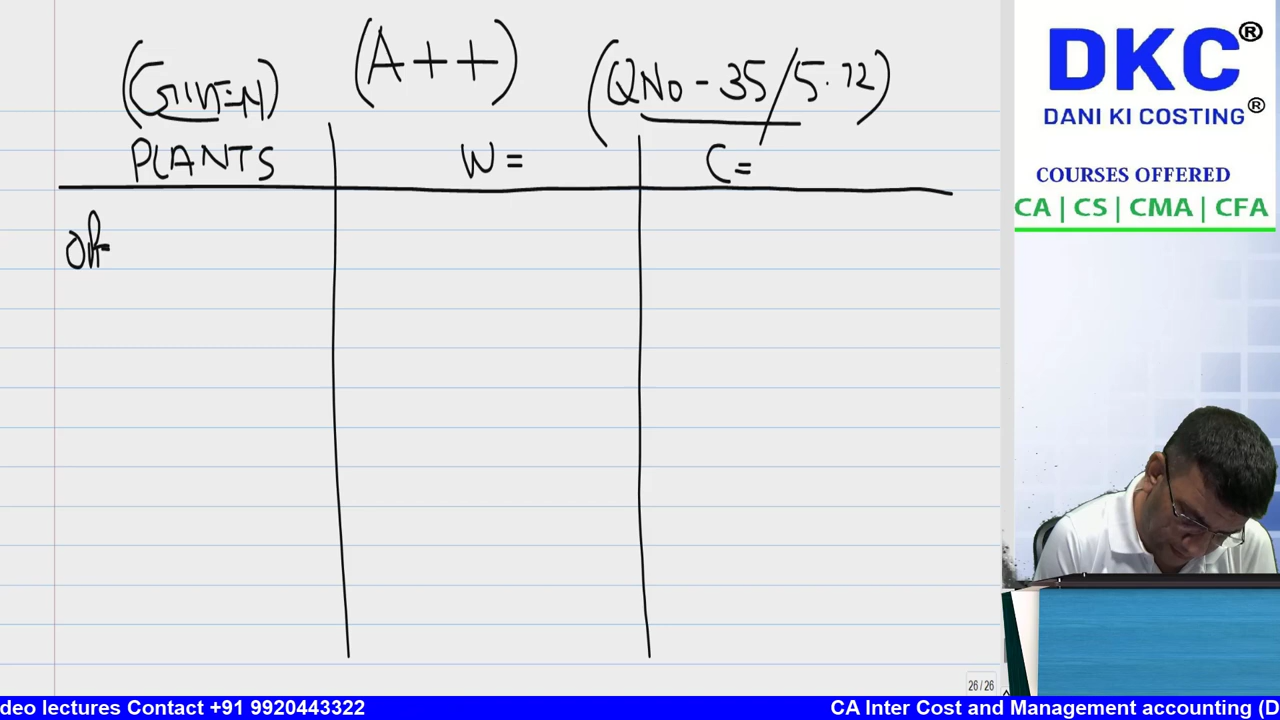 (A++)
(GIVEN) (QNo - 35/5.12)
PLANTS W = C =
DKC®
DANI KI COSTING®
COURSES OFFERED
CA | CS | CMA | CFA
26 / 26
deo lectures Contact +91 9920443322 CA Inter Cost and Management accounting (D